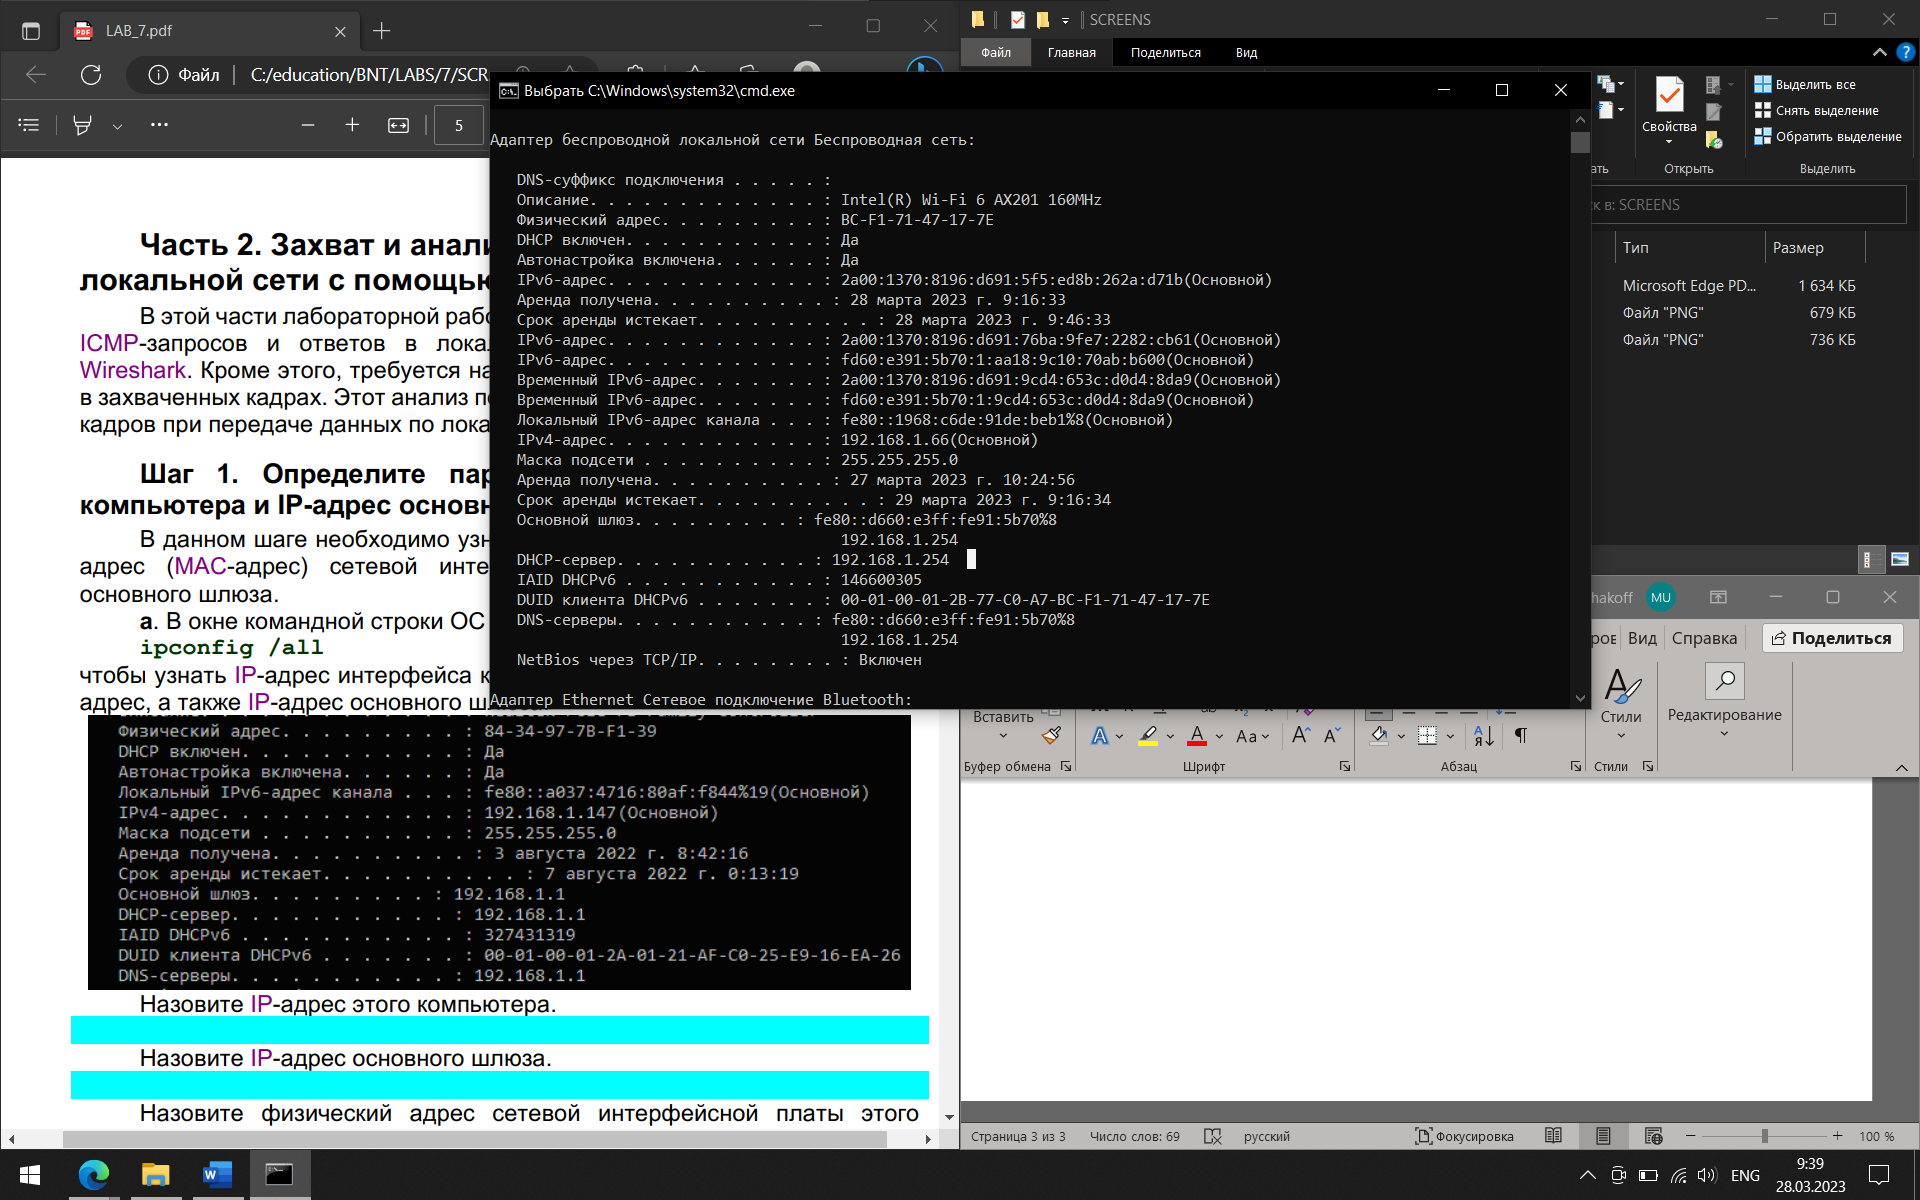 LAB_7.pdf
Файл
C:/education/BNT/LABS/7/SCR
5
Часть 2. Захват и анали
локальной сети с помощью
В этой части лабораторной рабо
ICMP-запросов и ответов в лока
Wireshark. Кроме этого, требуется на
в захваченных кадрах. Этот анализ по
кадров при передаче данных по лока
Шаг 1. Определите пар
компьютера и IP-адрес основн
В данном шаге необходимо узн
адрес (MAC-адрес) сетевой инте
основного шлюза.
a. В окне командной строки ОС
ipconfig /all
чтобы узнать IP-адрес интерфейса к
адрес, а также IP-адрес основного шл
Физический адрес. . . . . . . . . : 84-34-97-7B-F1-39
DHCP включен. . . . . . . . . . . : Да
Автонастройка включена. . . . . . : Да
Локальный IPv6-адрес канала . . . : fe80::a037:4716:80af:f844%19(Основной)
IPv4-адрес. . . . . . . . . . . . : 192.168.1.147(Основной)
Маска подсети . . . . . . . . . . : 255.255.255.0
Аренда получена. . . . . . . . . . : 3 августа 2022 г. 8:42:16
Срок аренды истекает. . . . . . . . . . : 7 августа 2022 г. 0:13:19
Основной шлюз. . . . . . . . . : 192.168.1.1
DHCP-сервер. . . . . . . . . . . : 192.168.1.1
IAID DHCPv6 . . . . . . . . . . . : 327431319
DUID клиента DHCPv6 . . . . . . . : 00-01-00-01-2A-01-21-AF-C0-25-E9-16-EA-26
DNS-серверы. . . . . . . . . . . : 192.168.1.1
Назовите IP-адрес этого компьютера.
Назовите IP-адрес основного шлюза.
Назовите физический адрес сетевой интерфейсной платы этого
Выбрать C:\Windows\system32\cmd.exe
Адаптер беспроводной локальной сети Беспроводная сеть:
DNS-суффикс подключения . . . . . :
Описание. . . . . . . . . . . . . : Intel(R) Wi-Fi 6 AX201 160MHz
Физический адрес. . . . . . . . . : BC-F1-71-47-17-7E
DHCP включен. . . . . . . . . . . : Да
Автонастройка включена. . . . . . : Да
IPv6-адрес. . . . . . . . . . . . : 2a00:1370:8196:d691:5f5:ed8b:262a:d71b(Основной)
Аренда получена. . . . . . . . . . : 28 марта 2023 г. 9:16:33
Срок аренды истекает. . . . . . . . . . : 28 марта 2023 г. 9:46:33
IPv6-адрес. . . . . . . . . . . . : 2a00:1370:8196:d691:76ba:9fe7:2282:cb61(Основной)
IPv6-адрес. . . . . . . . . . . . : fd60:e391:5b70:1:aa18:9c10:70ab:b600(Основной)
Временный IPv6-адрес. . . . . . . : 2a00:1370:8196:d691:9cd4:653c:d0d4:8da9(Основной)
Временный IPv6-адрес. . . . . . . : fd60:e391:5b70:1:9cd4:653c:d0d4:8da9(Основной)
Локальный IPv6-адрес канала . . . : fe80::1968:c6de:91de:beb1%8(Основной)
IPv4-адрес. . . . . . . . . . . . : 192.168.1.66(Основной)
Маска подсети . . . . . . . . . . : 255.255.255.0
Аренда получена. . . . . . . . . . : 27 марта 2023 г. 10:24:56
Срок аренды истекает. . . . . . . . . . : 29 марта 2023 г. 9:16:34
Основной шлюз. . . . . . . . . : fe80::d660:e3ff:fe91:5b70%8
192.168.1.254
DHCP-сервер. . . . . . . . . . . : 192.168.1.254
IAID DHCPv6 . . . . . . . . . . . : 146600305
DUID клиента DHCPv6 . . . . . . . : 00-01-00-01-2B-77-C0-A7-BC-F1-71-47-17-7E
DNS-серверы. . . . . . . . . . . : fe80::d660:e3ff:fe91:5b70%8
192.168.1.254
NetBios через TCP/IP. . . . . . . . : Включен
Адаптер Ethernet Сетевое подключение Bluetooth:
SCREENS
Файл Главная Поделиться Вид
Свойства
Выделить все
Снять выделение
Обратить выделение
ать Открыть Выделить
к в: SCREENS
Тип Размер
Microsoft Edge PD... 1 634 КБ
Файл "PNG" 679 КБ
Файл "PNG" 736 КБ
hakoff MU
ров Вид Справка Поделиться
Вставить
Стили
Редактирование
Aa
Буфер обмена Шрифт Абзац Стили
Страница 3 из 3 Число слов: 69 русский Фокусировка 100 %
ENG
9:39
28.03.2023